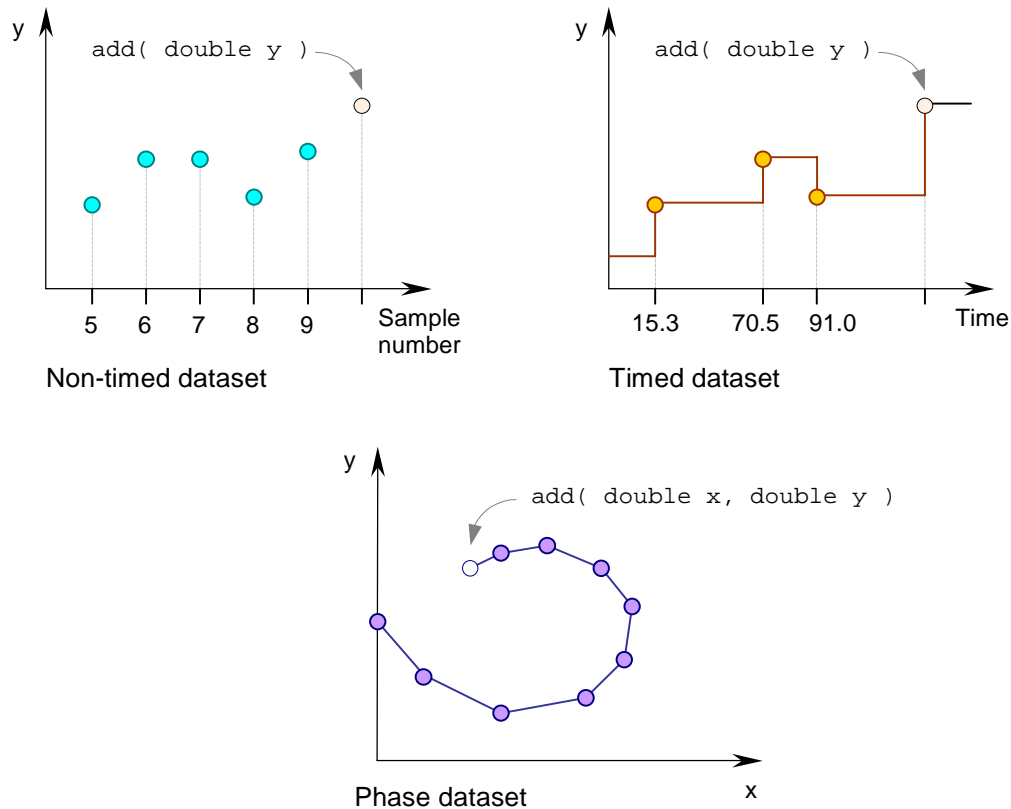 y
add( double y )
5 6 7 8 9
Sample
number
Non-timed dataset
y
add( double y )
15.3 70.5 91.0
Time
Timed dataset
y
add( double x, double y )
x
Phase dataset